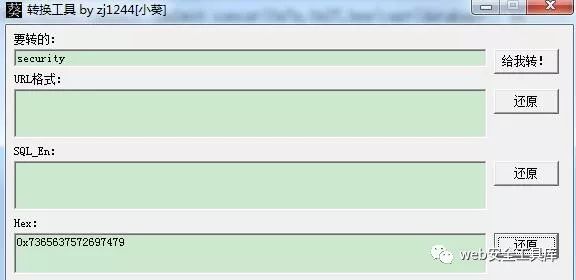 葵 转换工具 by zj1244[小葵]
要转的:
security
给我转!
URL格式:
还原
SQL_En:
还原
Hex:
0x7365637572697479
还原
web安全工具库